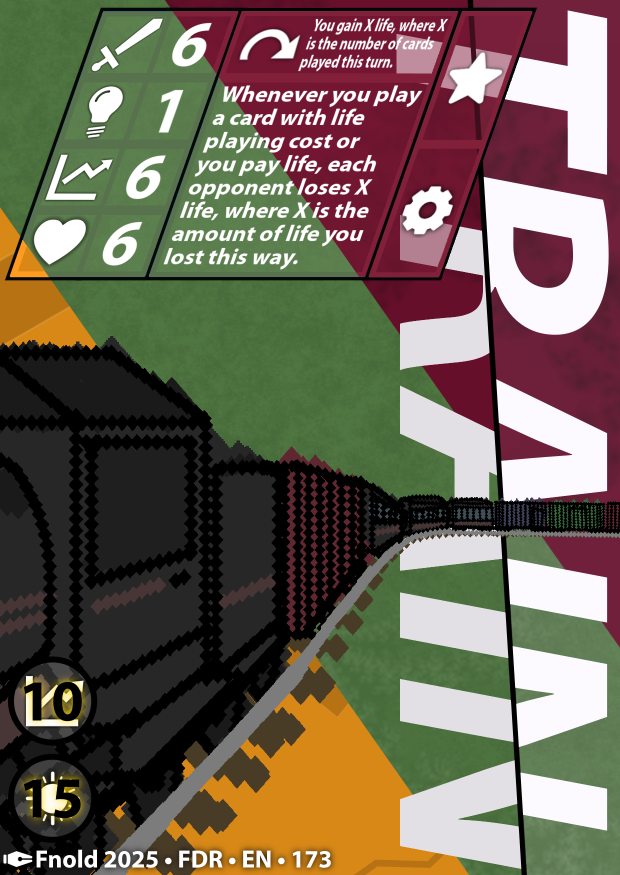 6
1
6
6
You gain X life, where X
is the number of cards
played this turn.
Whenever you play
a card with life
playing cost or
you pay life, each
opponent loses X
life, where X is the
amount of life you
lost this way.
TRAIN
10
15
Fnold 2025 • FDR • EN • 173